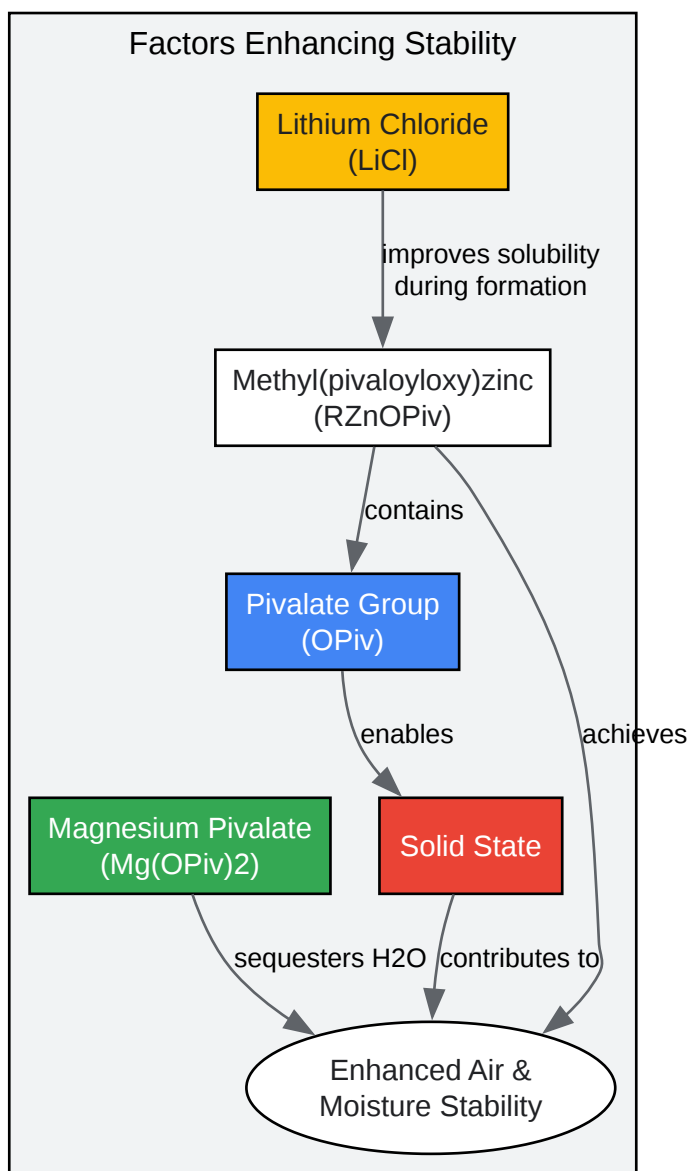 Factors Enhancing Stability
Lithium Chloride
(LiCl)
improves solubility
during formation
Methyl(pivaloyloxy)zinc
(RZnOPiv)
contains
Pivalate Group
(OPiv)
enables
achieves
Magnesium Pivalate
(Mg(OPiv)2)
Solid State
sequesters H2O
contributes to
Enhanced Air &
Moisture Stability